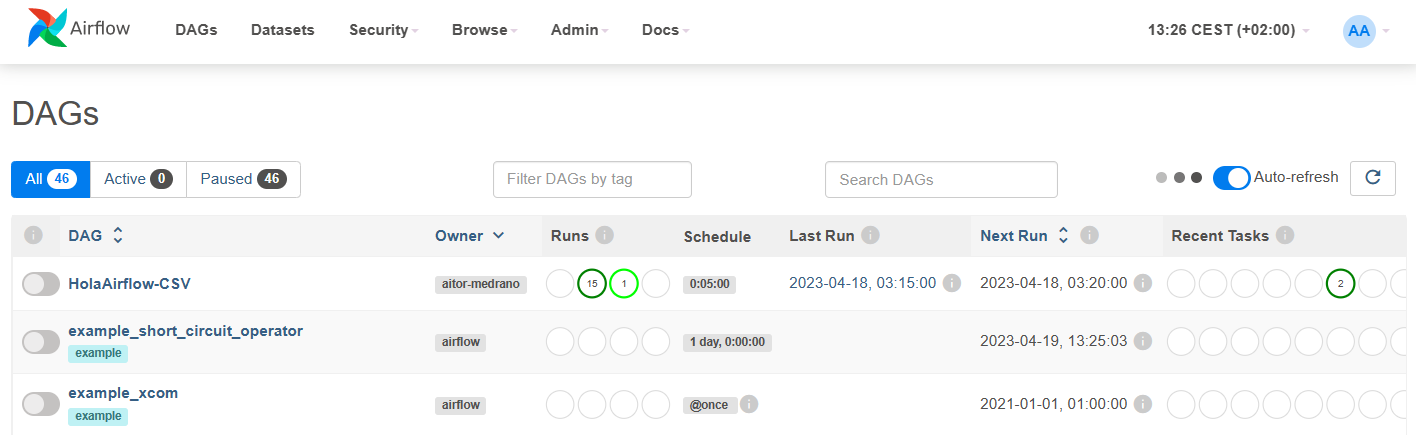 Airflow DAGs Datasets Security Browse Admin Docs 13:26 CEST (+02:00) AA
DAGs
All 46 Active 0 Paused 46 Filter DAGs by tag Search DAGs Auto-refresh
DAG Owner Runs Schedule Last Run Next Run Recent Tasks
HolaAirflow-CSV aitor-medrano 15 1 0:05:00 2023-04-18, 03:15:00 2023-04-18, 03:20:00 2
example_short_circuit_operator
example airflow 1 day, 0:00:00 2023-04-19, 13:25:03
example_xcom
example airflow @once 2021-01-01, 01:00:00